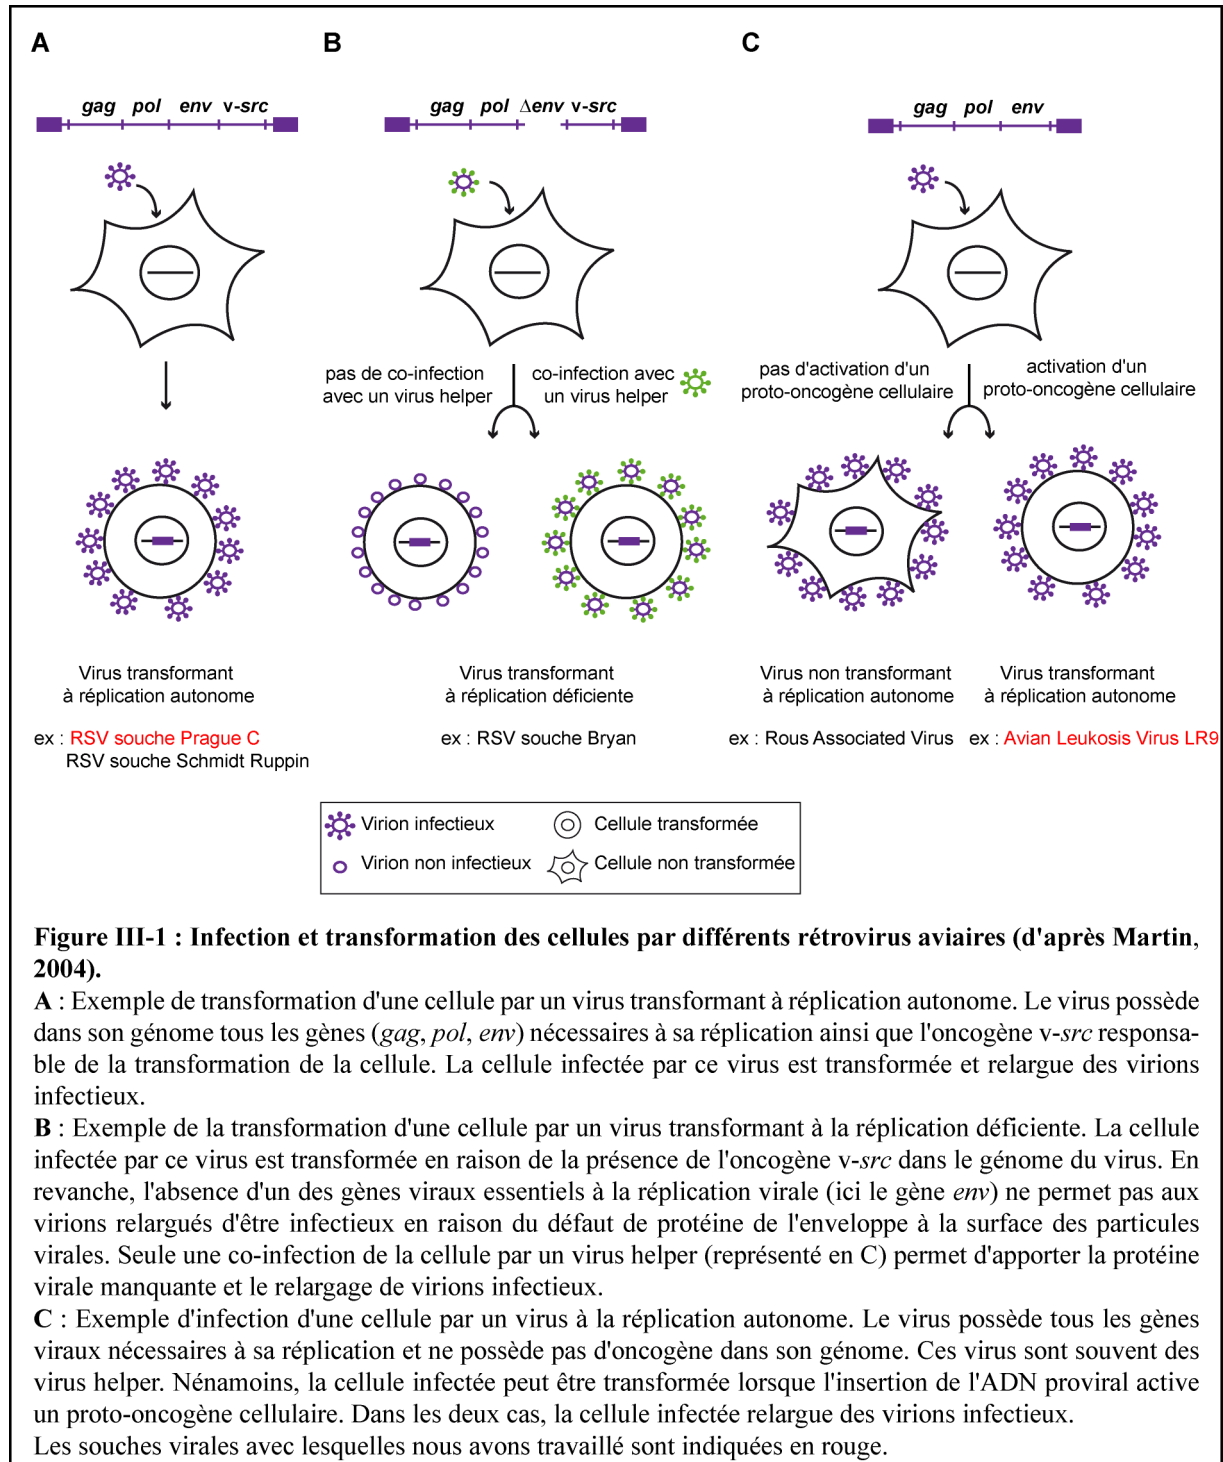 A
B
C
gag pol env v-src
gag pol Δenv v-src
gag pol env
pas de co-infection
avec un virus helper
co-infection avec
un virus helper
pas d'activation d'un
proto-oncogène cellulaire
activation d'un
proto-oncogène cellulaire
Virus transformant
à réplication autonome
Virus transformant
à réplication déficiente
Virus non transformant
à réplication autonome
Virus transformant
à réplication autonome
ex : RSV souche Prague C
RSV souche Schmidt Ruppin
ex : RSV souche Bryan
ex : Rous Associated Virus
ex : Avian Leukosis Virus LR9
Virion infectieux
Cellule transformée
Virion non infectieux
Cellule non transformée
Figure III-1 : Infection et transformation des cellules par différents rétrovirus aviaires (d'après Martin,
2004).
A : Exemple de transformation d'une cellule par un virus transformant à réplication autonome. Le virus possède
dans son génome tous les gènes (gag, pol, env) nécessaires à sa réplication ainsi que l'oncogène v-src responsa-
ble de la transformation de la cellule. La cellule infectée par ce virus est transformée et relargue des virions
infectieux.
B : Exemple de la transformation d'une cellule par un virus transformant à la réplication déficiente. La cellule
infectée par ce virus est transformée en raison de la présence de l'oncogène v-src dans le génome du virus. En
revanche, l'absence d'un des gènes viraux essentiels à la réplication virale (ici le gène env) ne permet pas aux
virions relargués d'être infectieux en raison du défaut de protéine de l'enveloppe à la surface des particules
virales. Seule une co-infection de la cellule par un virus helper (représenté en C) permet d'apporter la protéine
virale manquante et le relargage de virions infectieux.
C : Exemple d'infection d'une cellule par un virus à la réplication autonome. Le virus possède tous les gènes
viraux nécessaires à sa réplication et ne possède pas d'oncogène dans son génome. Ces virus sont souvent des
virus helper. Nénamoins, la cellule infectée peut être transformée lorsque l'insertion de l'ADN proviral active
un proto-oncogène cellulaire. Dans les deux cas, la cellule infectée relargue des virions infectieux.
Les souches virales avec lesquelles nous avons travaillé sont indiquées en rouge.